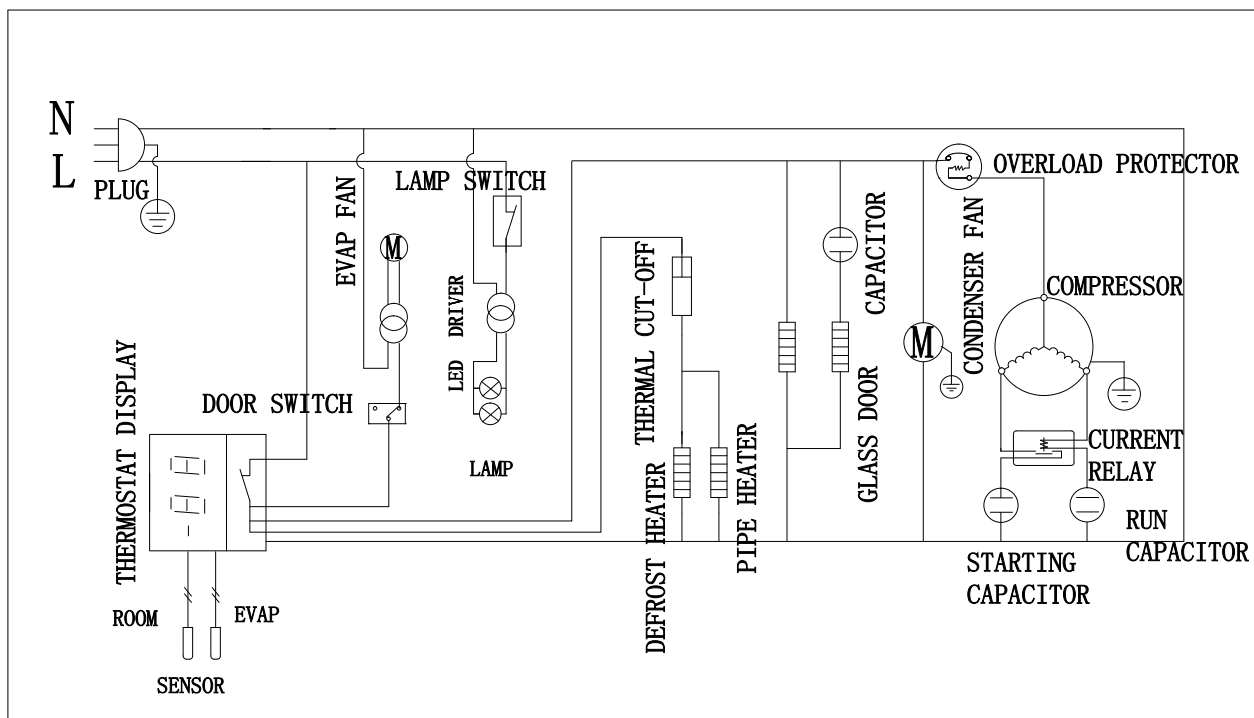 N
L
PLUG
EVAP FAN
M
LAMP SWITCH
LED DRIVER
LAMP
DOOR SWITCH
THERMOSTAT DISPLAY
ROOM
EVAP
SENSOR
THERMAL CUT-OFF
DEFROST HEATER
PIPE HEATER
CAPACITOR
GLASS DOOR
M
CONDENSER FAN
OVERLOAD PROTECTOR
COMPRESSOR
CURRENT
RELAY
STARTING
CAPACITOR
RUN
CAPACITOR